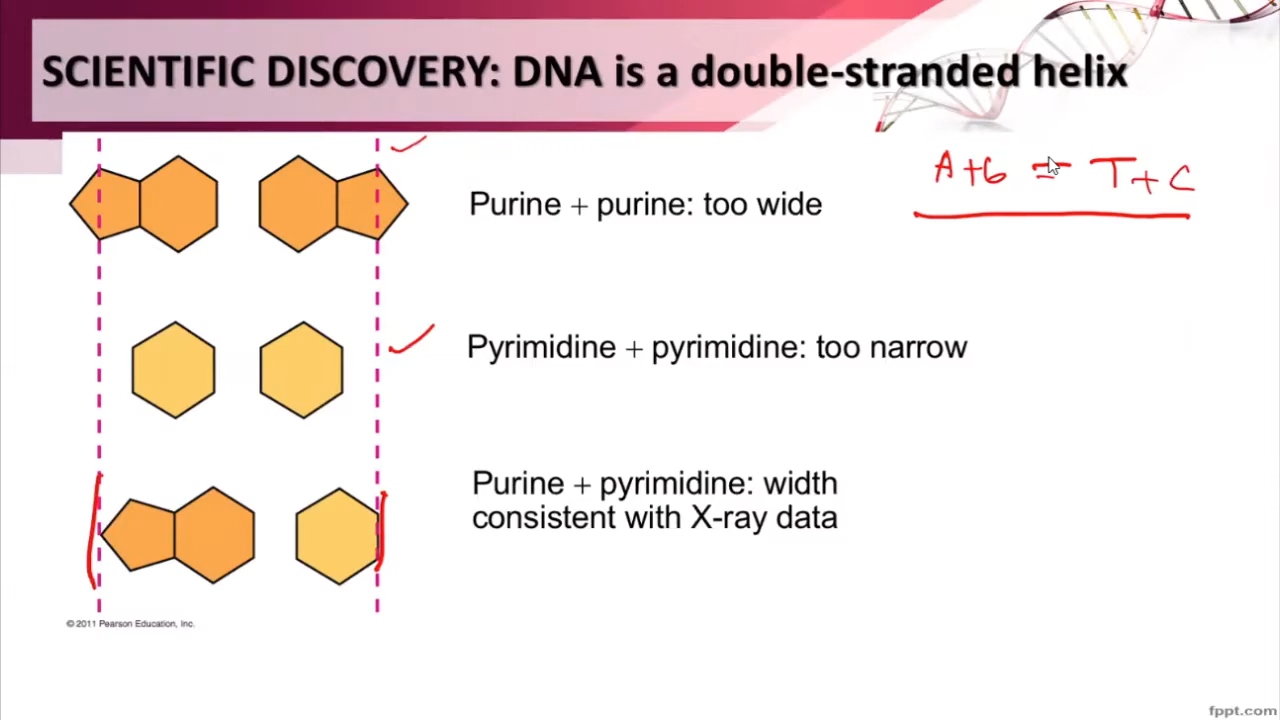 SCIENTIFIC DISCOVERY: DNA is a double-stranded helix
A+G = T+C
Purine + purine: too wide
Pyrimidine + pyrimidine: too narrow
Purine + pyrimidine: width
consistent with X-ray data
© 2011 Pearson Education, Inc.
fppt.com